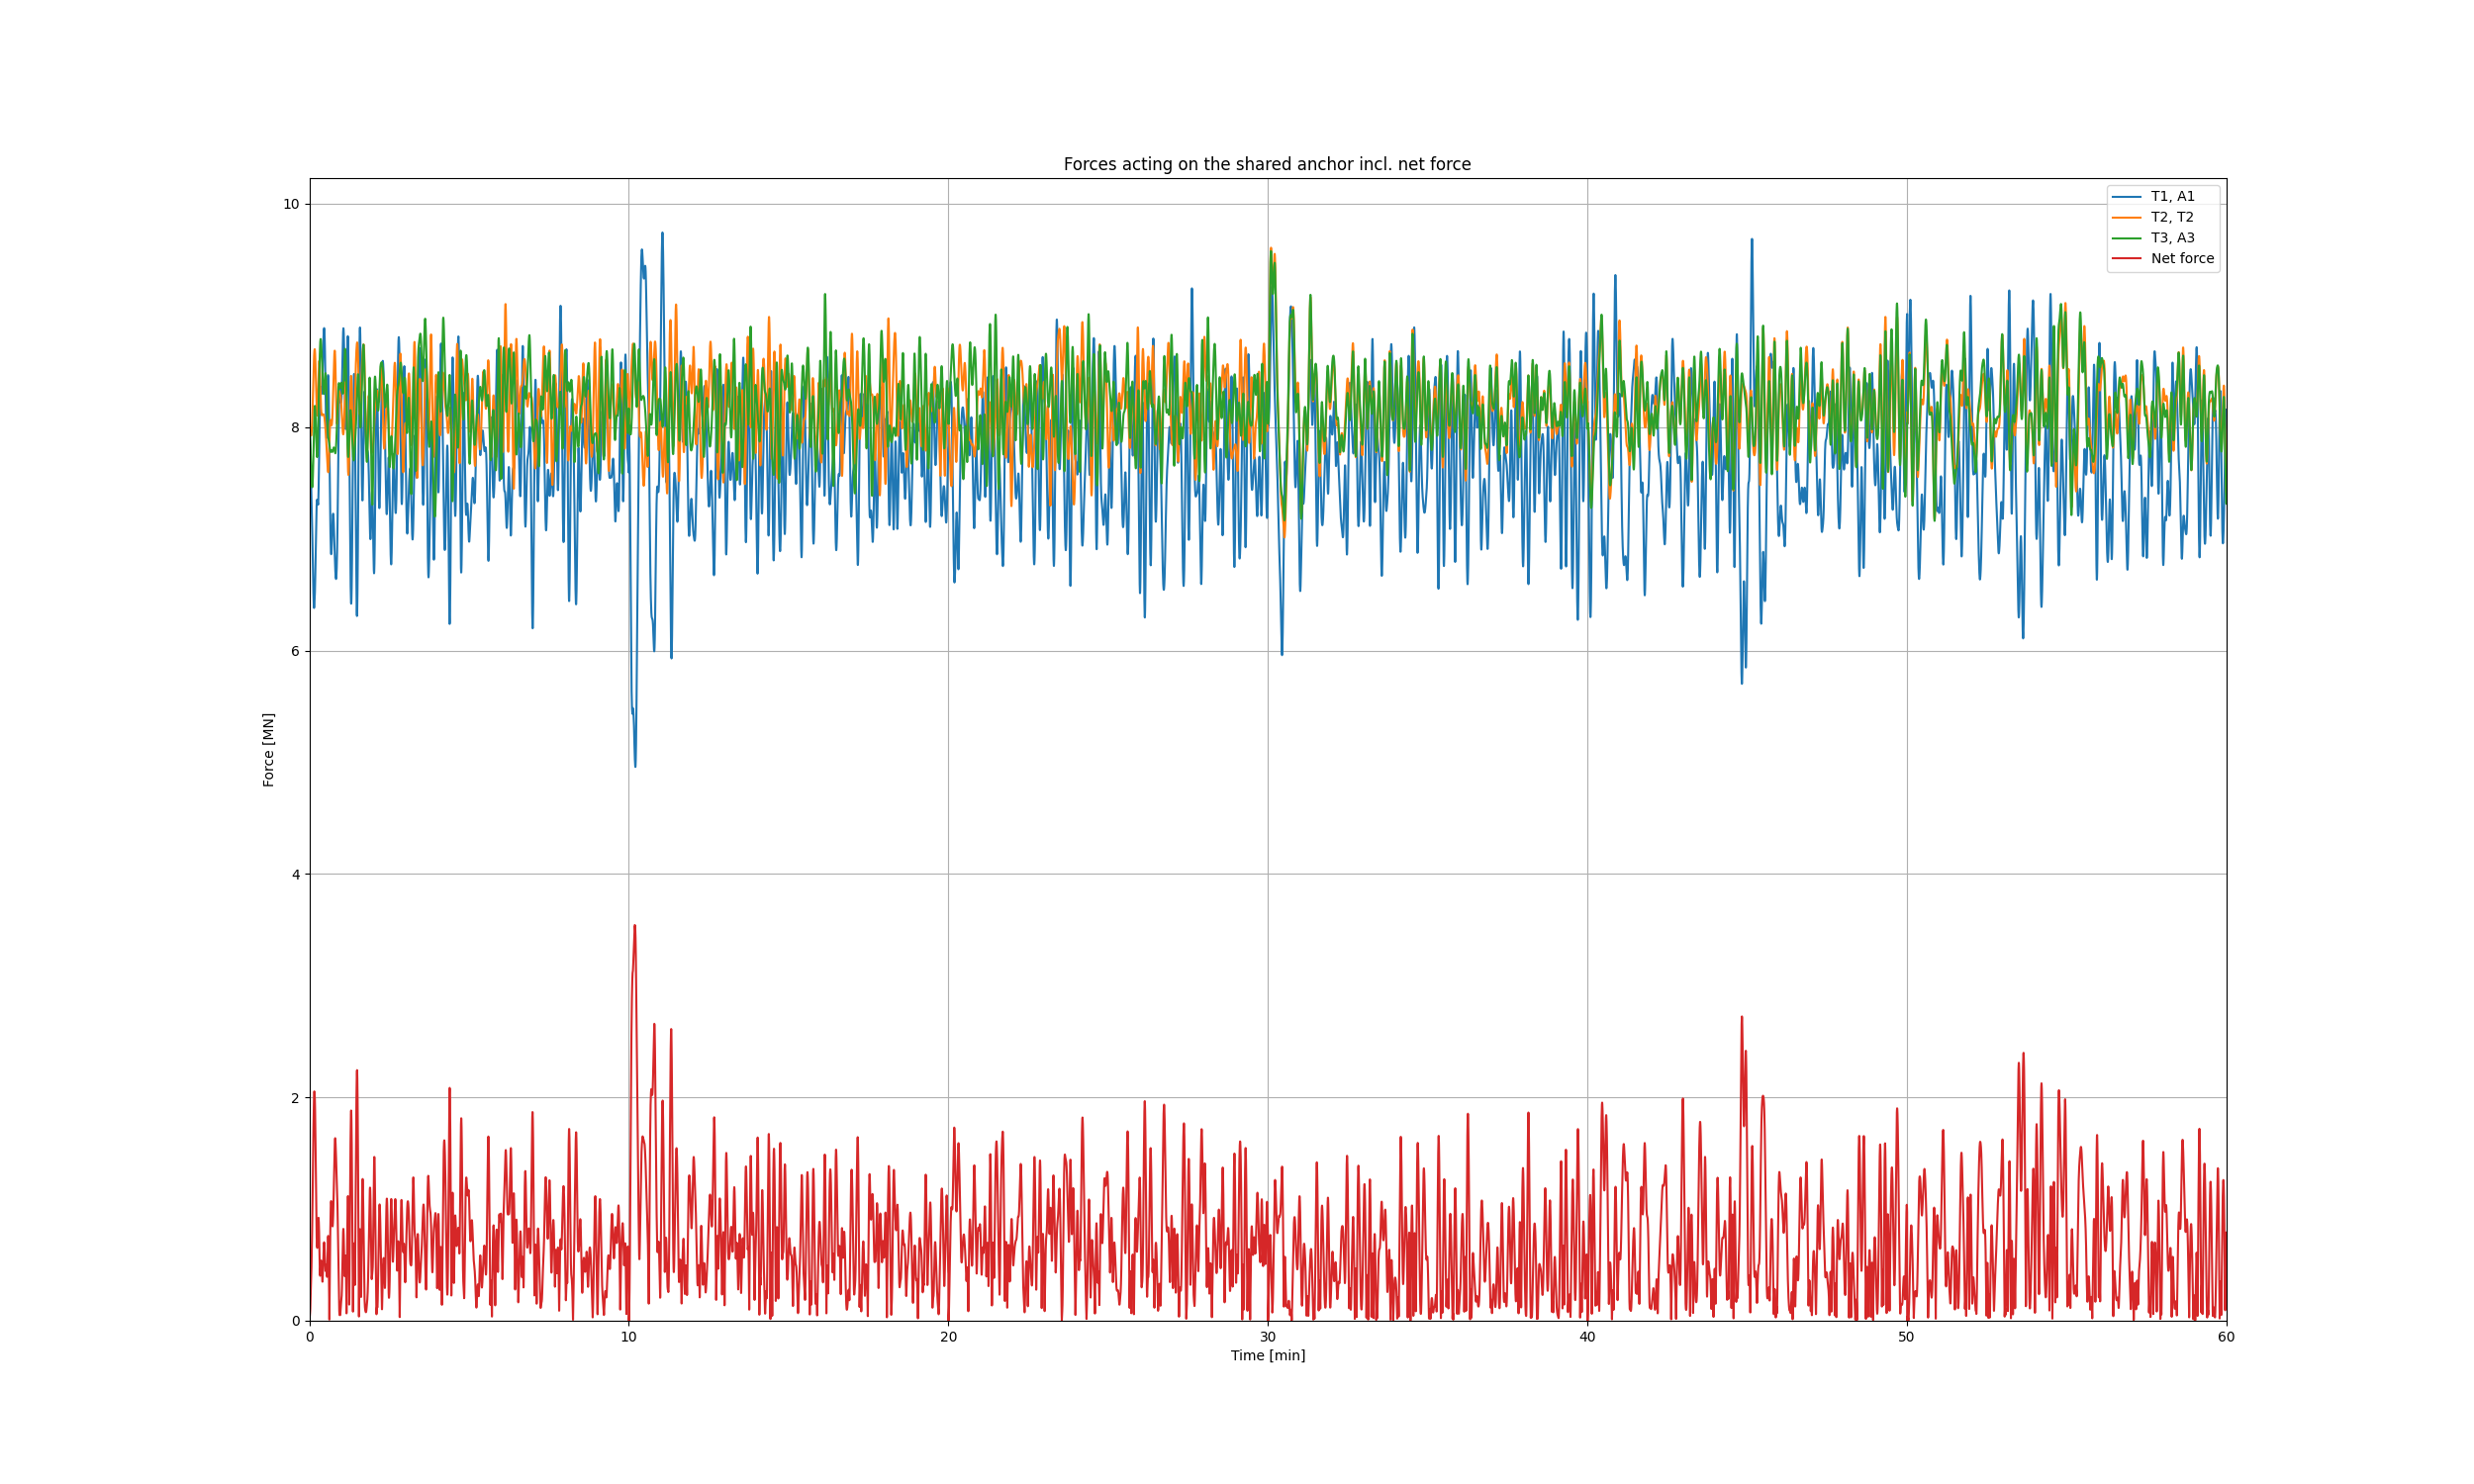 Forces acting on the shared anchor incl. net force
T1, A1
T2, T2
T3, A3
Net force
Force [MN]
10
8
6
4
2
0
0 10 20 30 40 50 60
Time [min]